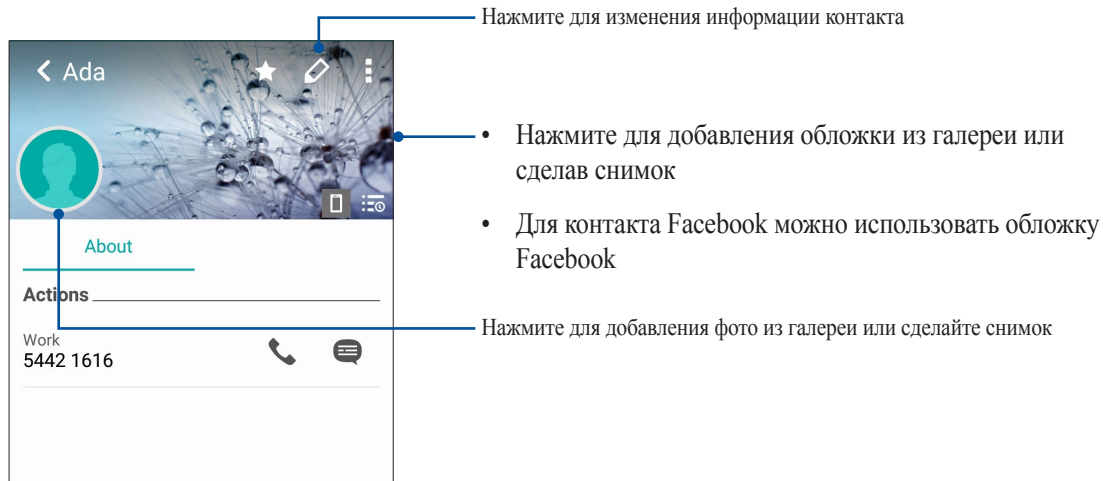 Нажмите для изменения информации контакта
Ada
• Нажмите для добавления обложки из галереи или
сделав снимок
• Для контакта Facebook можно использовать обложку
Facebook
About
Actions
Нажмите для добавления фото из галереи или сделайте снимок
Work
5442 1616